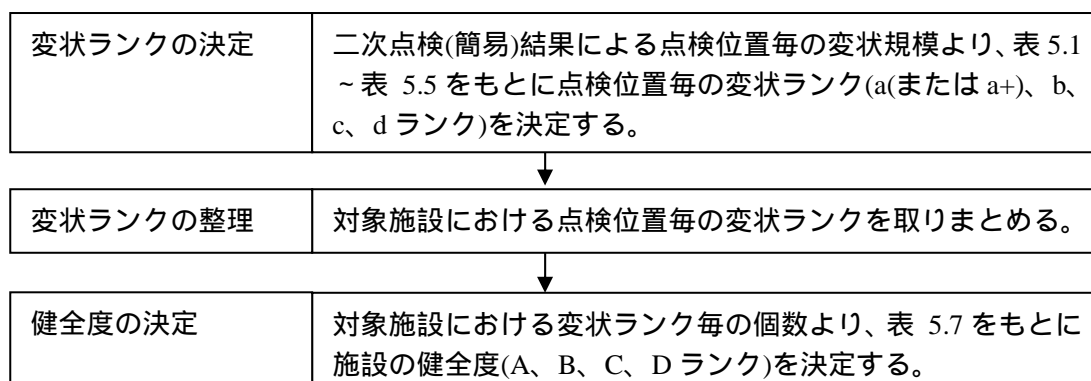 変状ランクの決定
二次点検(簡易)結果による点検位置毎の変状規模より、表 5.1
~表 5.5 をもとに点検位置毎の変状ランク(a(または a+)、b、
c、d ランク)を決定する。
変状ランクの整理
対象施設における点検位置毎の変状ランクを取りまとめる。
健全度の決定
対象施設における変状ランク毎の個数より、表 5.7 をもとに
施設の健全度(A、B、C、D ランク)を決定する。